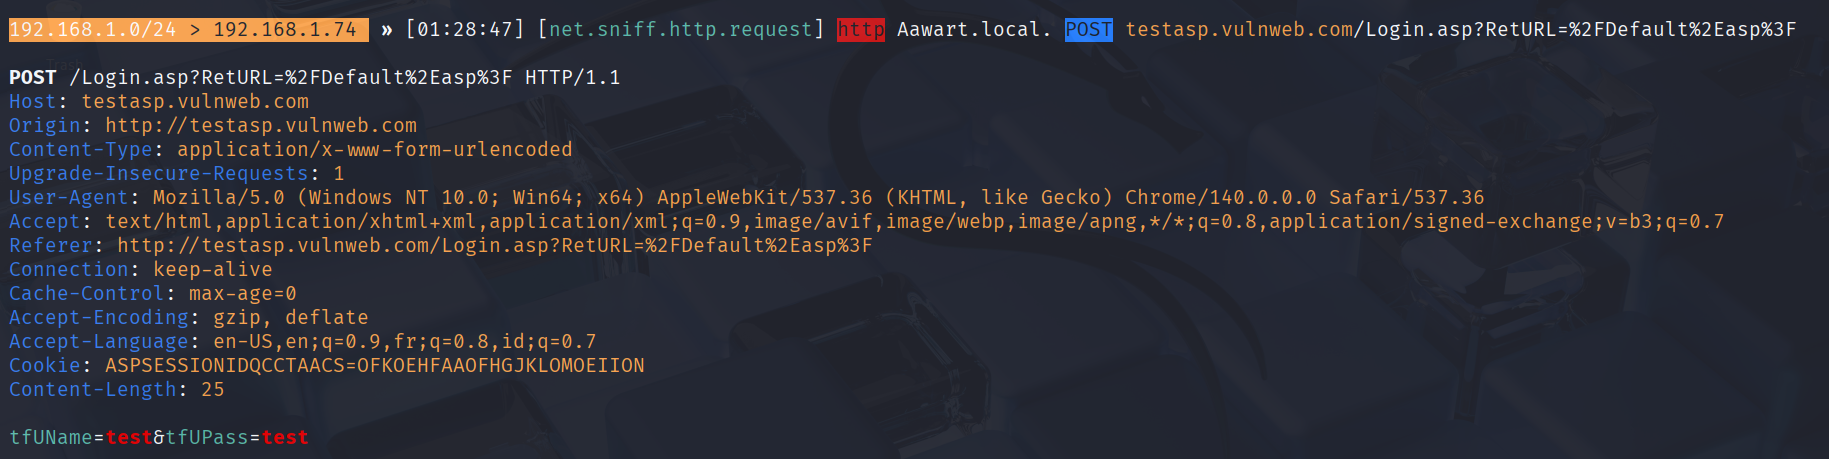 192.168.1.0/24 > 192.168.1.74 » [01:28:47] [net.sniff.http.request] http Aawart.local. POST testasp.vulnweb.com/Login.asp?RetURL=%2FDefault%2Easp%3F
Trash
POST /Login.asp?RetURL=%2FDefault%2Easp%3F HTTP/1.1
Host: testasp.vulnweb.com
Origin: http://testasp.vulnweb.com
Content-Type: application/x-www-form-urlencoded
Upgrade-Insecure-Requests: 1
User-Agent: Mozilla/5.0 (Windows NT 10.0; Win64; x64) AppleWebKit/537.36 (KHTML, like Gecko) Chrome/140.0.0.0 Safari/537.36
Accept: text/html,application/xhtml+xml,application/xml;q=0.9,image/avif,image/webp,image/apng,*/*;q=0.8,application/signed-exchange;v=b3;q=0.7
Referer: http://testasp.vulnweb.com/Login.asp?RetURL=%2FDefault%2Easp%3F
Connection: keep-alive
Cache-Control: max-age=0
Accept-Encoding: gzip, deflate
Accept-Language: en-US,en;q=0.9,fr;q=0.8,id;q=0.7
Cookie: ASPSESSIONIDQCCTAACS=OFKOEHFAAOFHGJKLOMOEIION
Content-Length: 25
tfUName=test&tfUPass=test